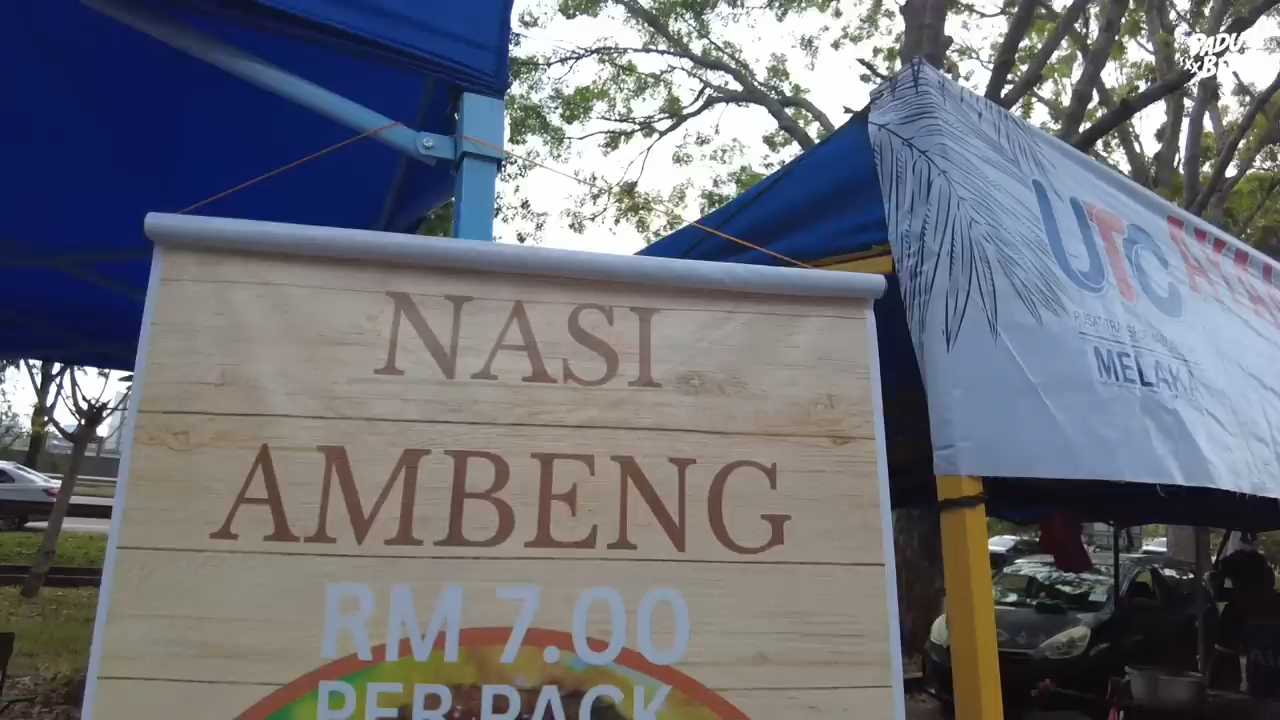 NASI
AMBENG
RM 7.00
PER PACK
UTC
MELAKA